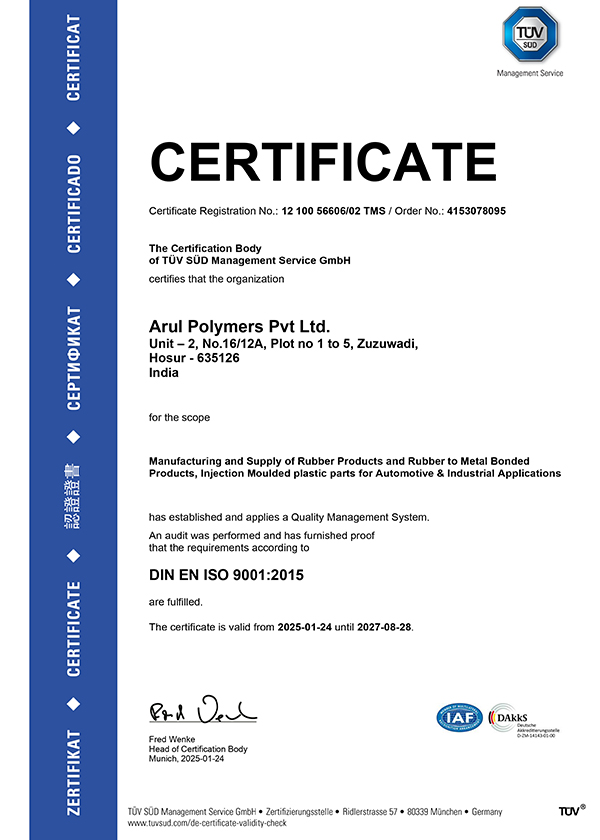 TÜV
SÜD
Management Service
CERTIFICATE
Certificate Registration No.: 12 100 56606/02 TMS / Order No.: 4153078095
The Certification Body
of TÜV SÜD Management Service GmbH
certifies that the organization
Arul Polymers Pvt Ltd.
Unit – 2, No.16/12A, Plot no 1 to 5, Zuzuwadi,
Hosur - 635126
India
for the scope
Manufacturing and Supply of Rubber Products and Rubber to Metal Bonded
Products, Injection Moulded plastic parts for Automotive & Industrial Applications
has established and applies a Quality Management System.
An audit was performed and has furnished proof
that the requirements according to
DIN EN ISO 9001:2015
are fulfilled.
The certificate is valid from 2025-01-24 until 2027-08-28.
Fred Wenke
Head of Certification Body
Munich, 2025-01-24
IAF
DAkkS
Deutsche
Akkreditierungsstelle
D-ZM-14143-01-00
TÜV SÜD Management Service GmbH • Zertifizierungsstelle • Ridlerstrasse 57 • 80339 München • Germany
www.tuvsud.com/de-certificate-validity-check
TÜV®
ZERTIFIKAT ◆ CERTIFICATE ◆ 認證證書 ◆ СЕРТИФИКАТ ◆ CERTIFICADO ◆ CERTIFICAT